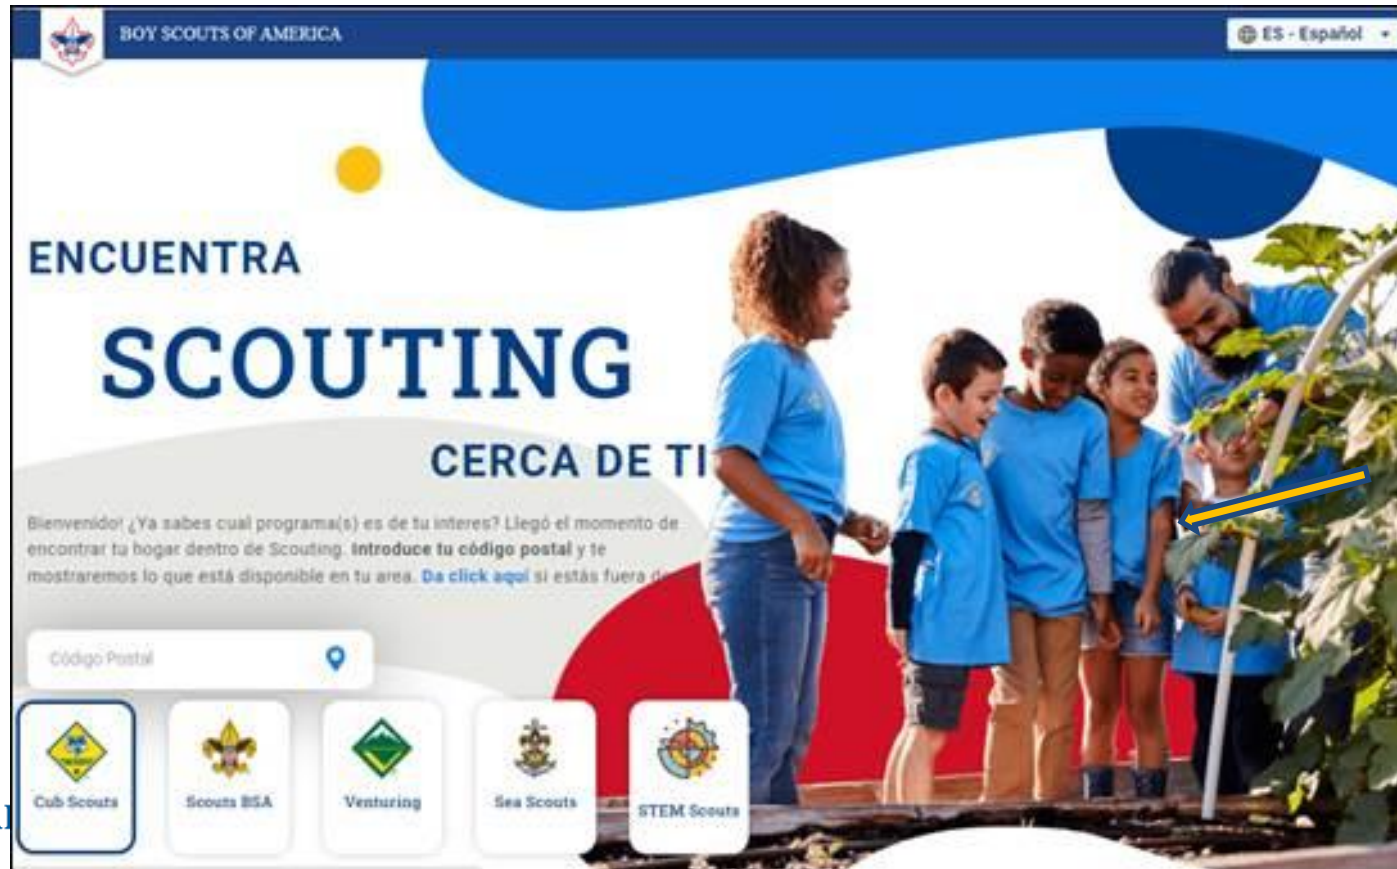 BOY SCOUTS OF AMERICA
ES - Español
ENCUENTRA
SCOUTING
CERCA DE TI
Bienvenido! ¿Ya sabes cual programa(s) es de tu interes? Llegó el momento de
encontrar tu hogar dentro de Scouting. Introduce tu código postal y te
mostraremos lo que está disponible en tu area. Da click aquí si estás fuera de
Código Postal
Cub Scouts
Scouts BSA
Venturing
Sea Scouts
STEM Scouts